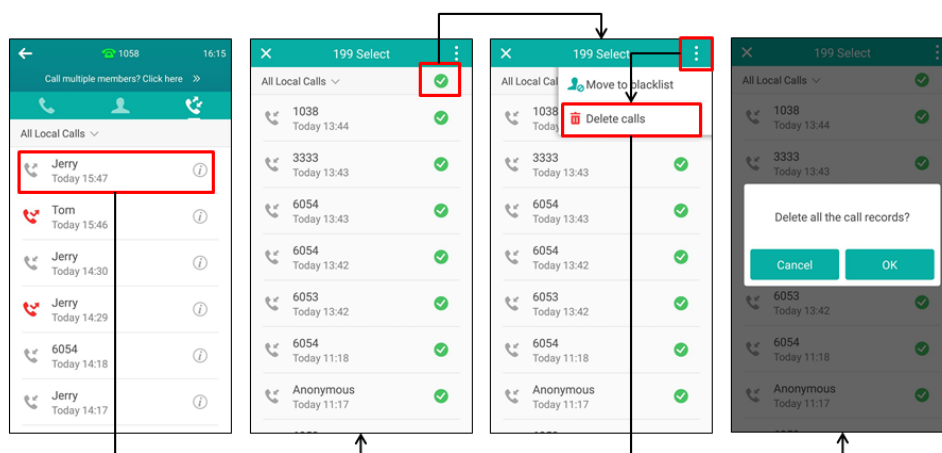 1058 16:15
Call multiple members? Click here »
All Local Calls
Jerry
Today 15:47
Tom
Today 15:46
Jerry
Today 14:30
Jerry
Today 14:29
6054
Today 14:18
Jerry
Today 14:17
199 Select
All Local Calls
1038
Today 13:44
3333
Today 13:43
6054
Today 13:43
6054
Today 13:42
6053
Today 13:42
6054
Today 11:18
Anonymous
Today 11:17
199 Select
All Local Cal
Move to placklist
Delete calls
1038
Today
3333
Today 13:43
6054
Today 13:43
6054
Today 13:42
6053
Today 13:42
6054
Today 11:18
Anonymous
Today 11:17
199 Select
All Local Calls
1038
Today 13:44
3333
Today 13:43
Delete all the call records?
Cancel OK
6053
Today 13:42
6054
Today 11:18
Anonymous
Today 11:17